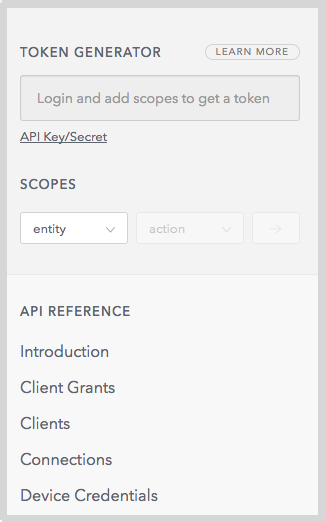 TOKEN GENERATOR LEARN MORE
Login and add scopes to get a token
API Key/Secret
SCOPES
entity action
API REFERENCE
Introduction
Client Grants
Clients
Connections
Device Credentials